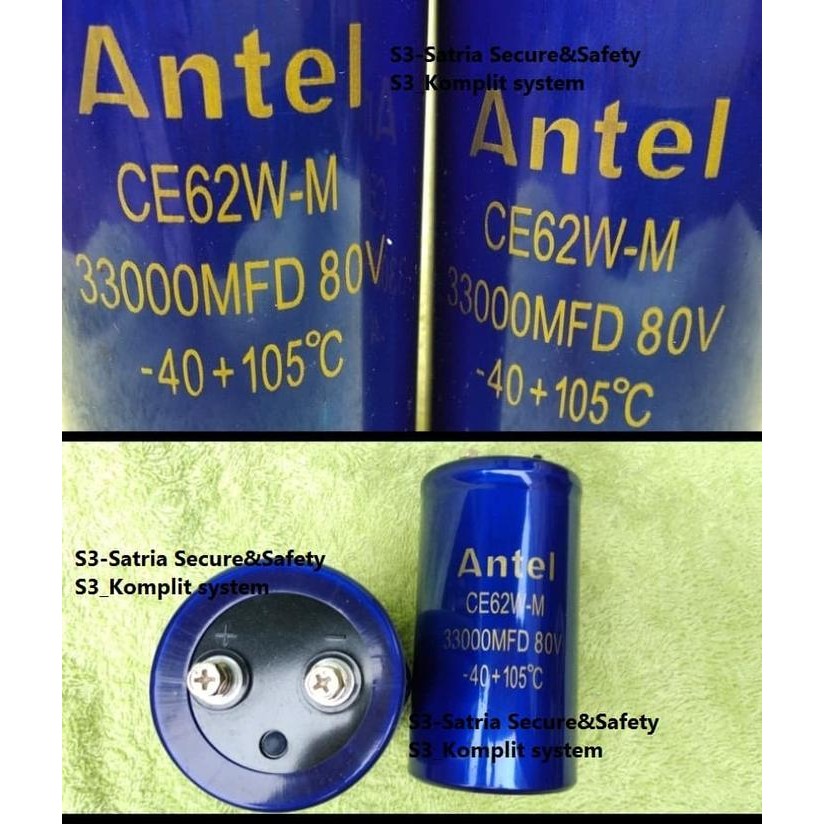 Antel
CE62W-M
33000MFD 80V
-40+105°C
S3-Satria Secure&Safety
S3_Komplit system
Antel
CE62W-M
33000MFD 80V
-40+105°C
S3-Satria Secure&Safety
S3_Komplit system
+ −
Antel
CE62W-M
33000MFD 80V
-40+105°C
S3-Satria Secure&Safety
S3_Komplit system